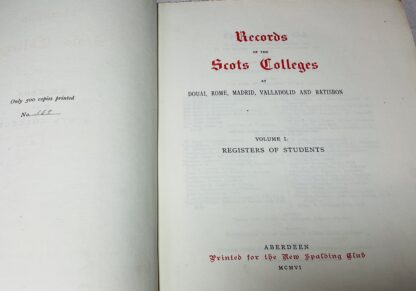 Only 500 copies printed
No.
Records
OF THE
Scots Colleges
AT
DOUAI, ROME, MADRID, VALLADOLID AND RATISBON
VOLUME I.
REGISTERS OF STUDENTS
ABERDEEN
Printed for the New Spalding Club
MCMVI